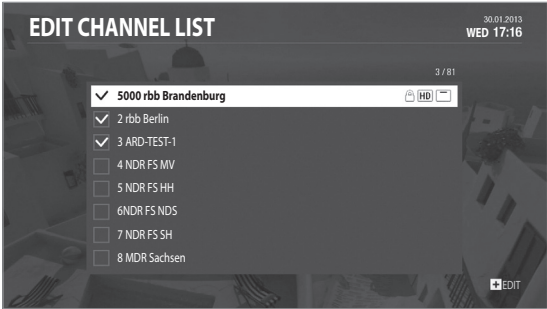 EDIT CHANNEL LIST
30.01.2013
WED 17:16
3 / 81
5000 rbb Brandenburg HD
2 rbb Berlin
3 ARD-TEST-1
4 NDR FS MV
5 NDR FS HH
6NDR FS NDS
7 NDR FS SH
8 MDR Sachsen
+ EDIT